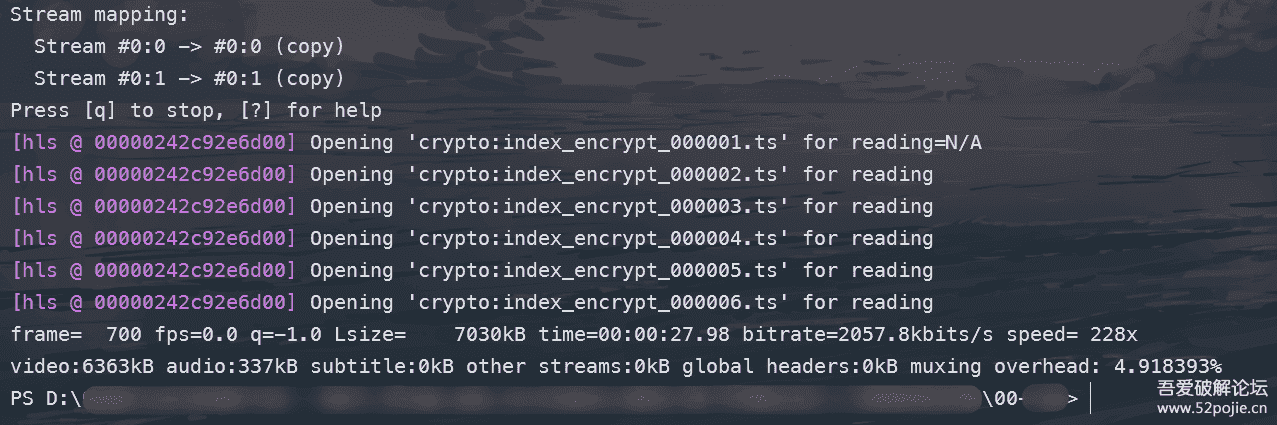 Stream mapping:
  Stream #0:0 -> #0:0 (copy)
  Stream #0:1 -> #0:1 (copy)
Press [q] to stop, [?] for help
[hls @ 00000242c92e6d00] Opening 'crypto:index_encrypt_000001.ts' for reading=N/A
[hls @ 00000242c92e6d00] Opening 'crypto:index_encrypt_000002.ts' for reading
[hls @ 00000242c92e6d00] Opening 'crypto:index_encrypt_000003.ts' for reading
[hls @ 00000242c92e6d00] Opening 'crypto:index_encrypt_000004.ts' for reading
[hls @ 00000242c92e6d00] Opening 'crypto:index_encrypt_000005.ts' for reading
[hls @ 00000242c92e6d00] Opening 'crypto:index_encrypt_000006.ts' for reading
frame=  700 fps=0.0 q=-1.0 Lsize=    7030kB time=00:00:27.98 bitrate=2057.8kbits/s speed= 228x
video:6363kB audio:337kB subtitle:0kB other streams:0kB global headers:0kB muxing overhead: 4.918393%
PS D:\ \00- >
吾爱破解论坛
www.52pojie.cn